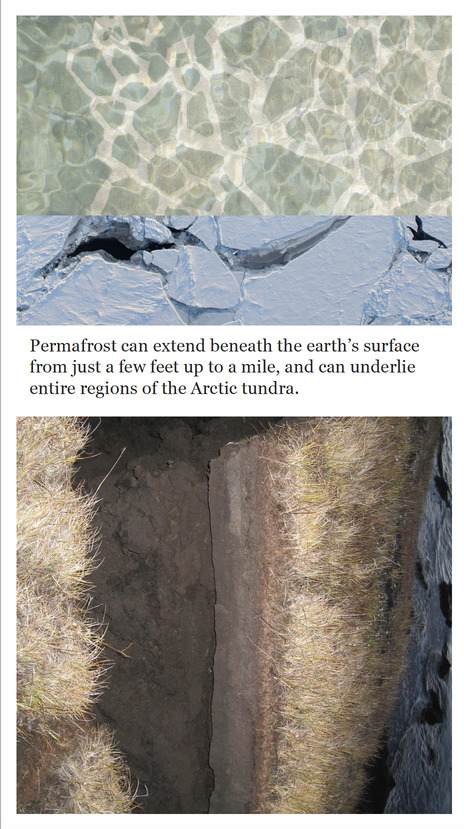 Permafrost can extend beneath the earth’s surface
from just a few feet up to a mile, and can underlie
entire regions of the Arctic tundra.